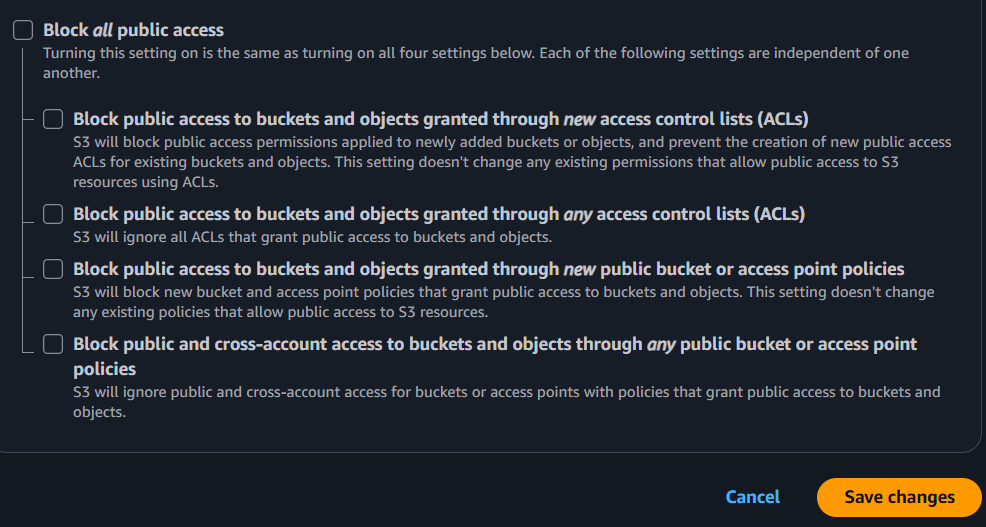 Block all public access
Turning this setting on is the same as turning on all four settings below. Each of the following settings are independent of one
another.
Block public access to buckets and objects granted through new access control lists (ACLs)
S3 will block public access permissions applied to newly added buckets or objects, and prevent the creation of new public access
ACLs for existing buckets and objects. This setting doesn't change any existing permissions that allow public access to S3
resources using ACLs.
Block public access to buckets and objects granted through any access control lists (ACLs)
S3 will ignore all ACLs that grant public access to buckets and objects.
Block public access to buckets and objects granted through new public bucket or access point policies
S3 will block new bucket and access point policies that grant public access to buckets and objects. This setting doesn't change
any existing policies that allow public access to S3 resources.
Block public and cross-account access to buckets and objects through any public bucket or access point
policies
S3 will ignore public and cross-account access for buckets or access points with policies that grant public access to buckets and
objects.
Cancel
Save changes